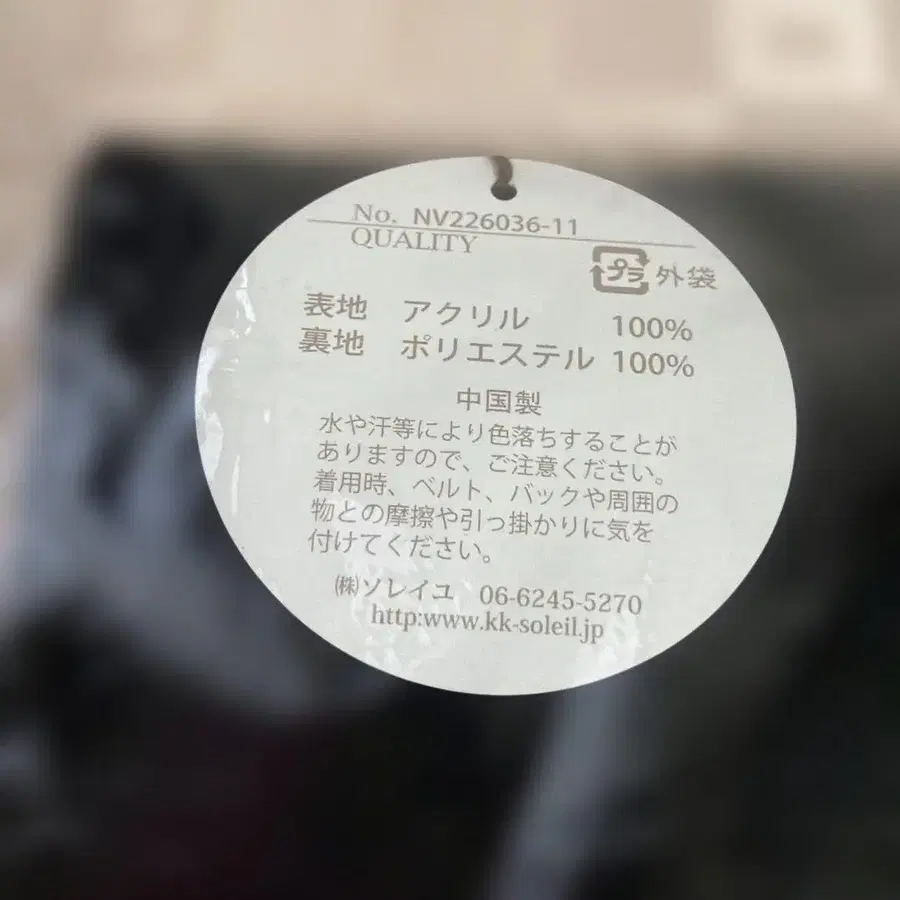 No. NV226036-11
QUALITY
プラ 外袋
表地 アクリル 100%
裏地 ポリエステル 100%
中国製
水や汗等により色落ちすることが
ありますので、ご注意ください。
着用時、ベルト、バックや周囲の
物との摩擦や引っ掛かりに気を
付けてください。
㈱ソレイユ 06-6245-5270
http:www.kk-soleil.jp